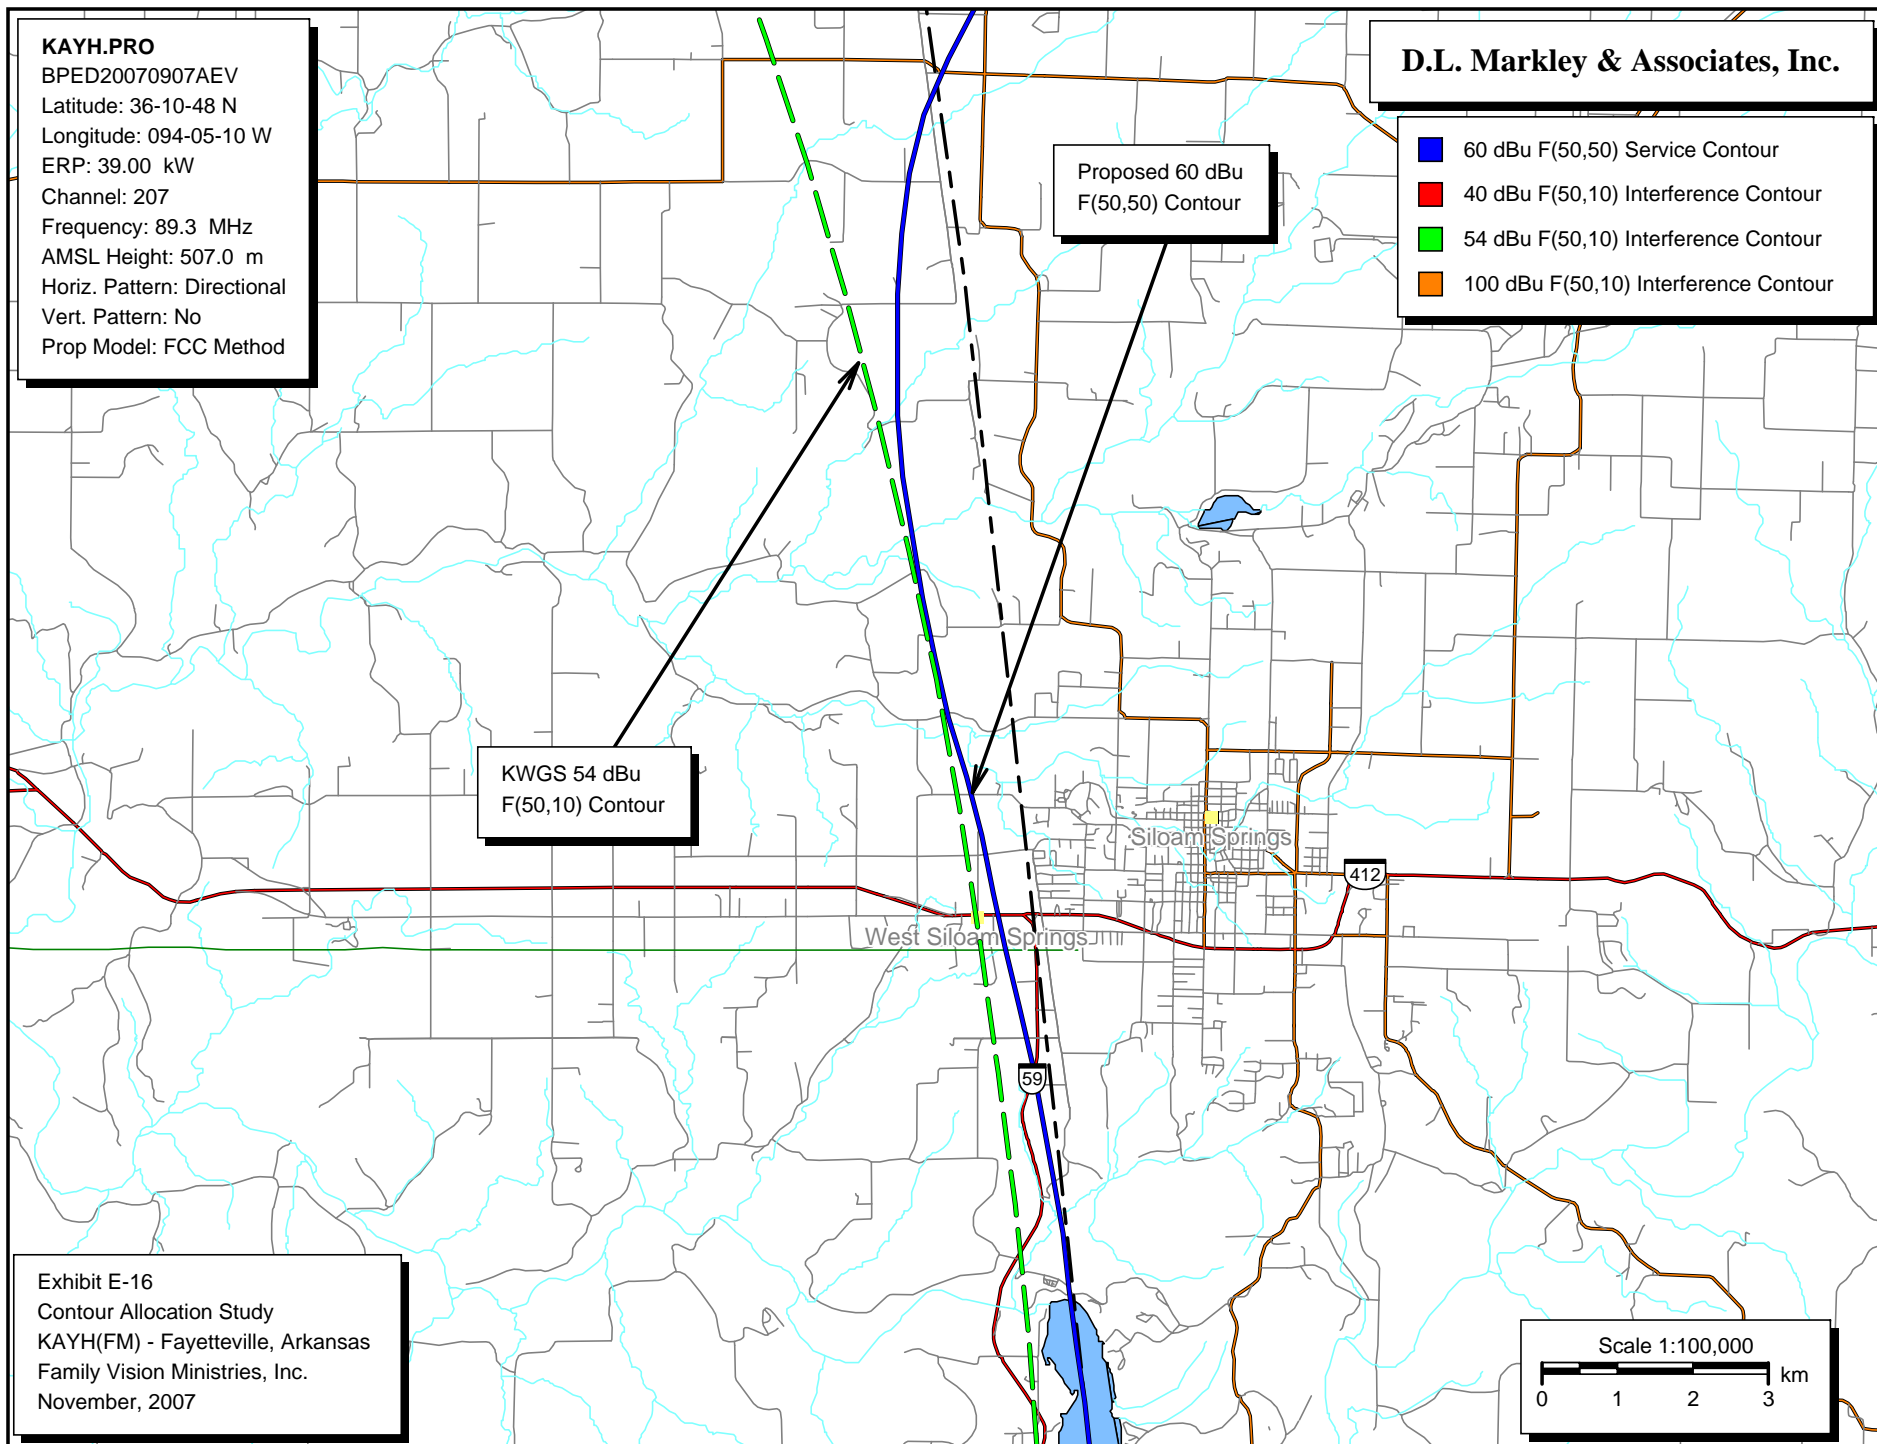 KAYH.PRO
BPED20070907AEV
Latitude: 36-10-48 N
Longitude: 094-05-10 W
ERP: 39.00 kW
Channel: 207
Frequency: 89.3 MHz
AMSL Height: 507.0 m
Horiz. Pattern: Directional
Vert. Pattern: No
Prop Model: FCC Method
D.L. Markley & Associates, Inc.
60 dBu F(50,50) Service Contour
40 dBu F(50,10) Interference Contour
54 dBu F(50,10) Interference Contour
100 dBu F(50,10) Interference Contour
Proposed 60 dBu
F(50,50) Contour
KWGS 54 dBu
F(50,10) Contour
Siloam Springs
412
West Siloam Springs
59
Exhibit E-16
Contour Allocation Study
KAYH(FM) - Fayetteville, Arkansas
Family Vision Ministries, Inc.
November, 2007
Scale 1:100,000
km
0 1 2 3